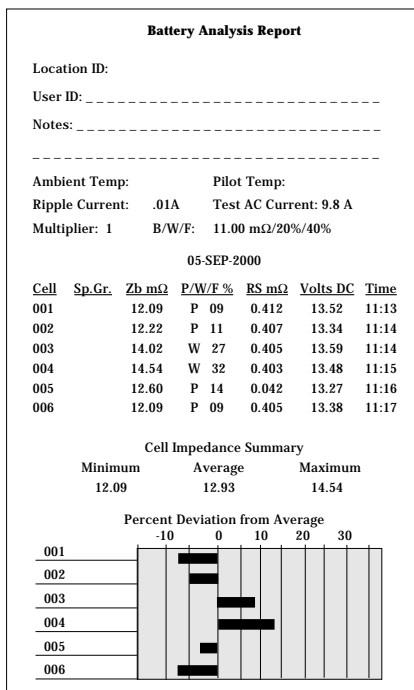 Battery Analysis Report
Location ID:
User ID: _ _ _ _ _ _ _ _ _ _ _ _ _ _ _ _ _ _ _ _ _ _ _ _ _ _ _ _
Notes: _ _ _ _ _ _ _ _ _ _ _ _ _ _ _ _ _ _ _ _ _ _ _ _ _ _ _ _ _
_ _ _ _ _ _ _ _ _ _ _ _ _ _ _ _ _ _ _ _ _ _ _ _ _ _ _ _ _ _ _ _ _
Ambient Temp: Pilot Temp:
Ripple Current: .01A Test AC Current: 9.8 A
Multiplier: 1 B/W/F: 11.00 mΩ/20%/40%
05-SEP-2000
Cell Sp.Gr. Zb mΩ P/W/F % RS mΩ Volts DC Time
001 12.09 P 09 0.412 13.52 11:13
002 12.22 P 11 0.407 13.34 11:14
003 14.02 W 27 0.405 13.59 11:14
004 14.54 W 32 0.403 13.48 11:15
005 12.60 P 14 0.042 13.27 11:16
006 12.09 P 09 0.405 13.38 11:17
Cell Impedance Summary
Minimum Average Maximum
12.09 12.93 14.54
Percent Deviation from Average
-10 0 10 20 30
001
002
003
004
005
006